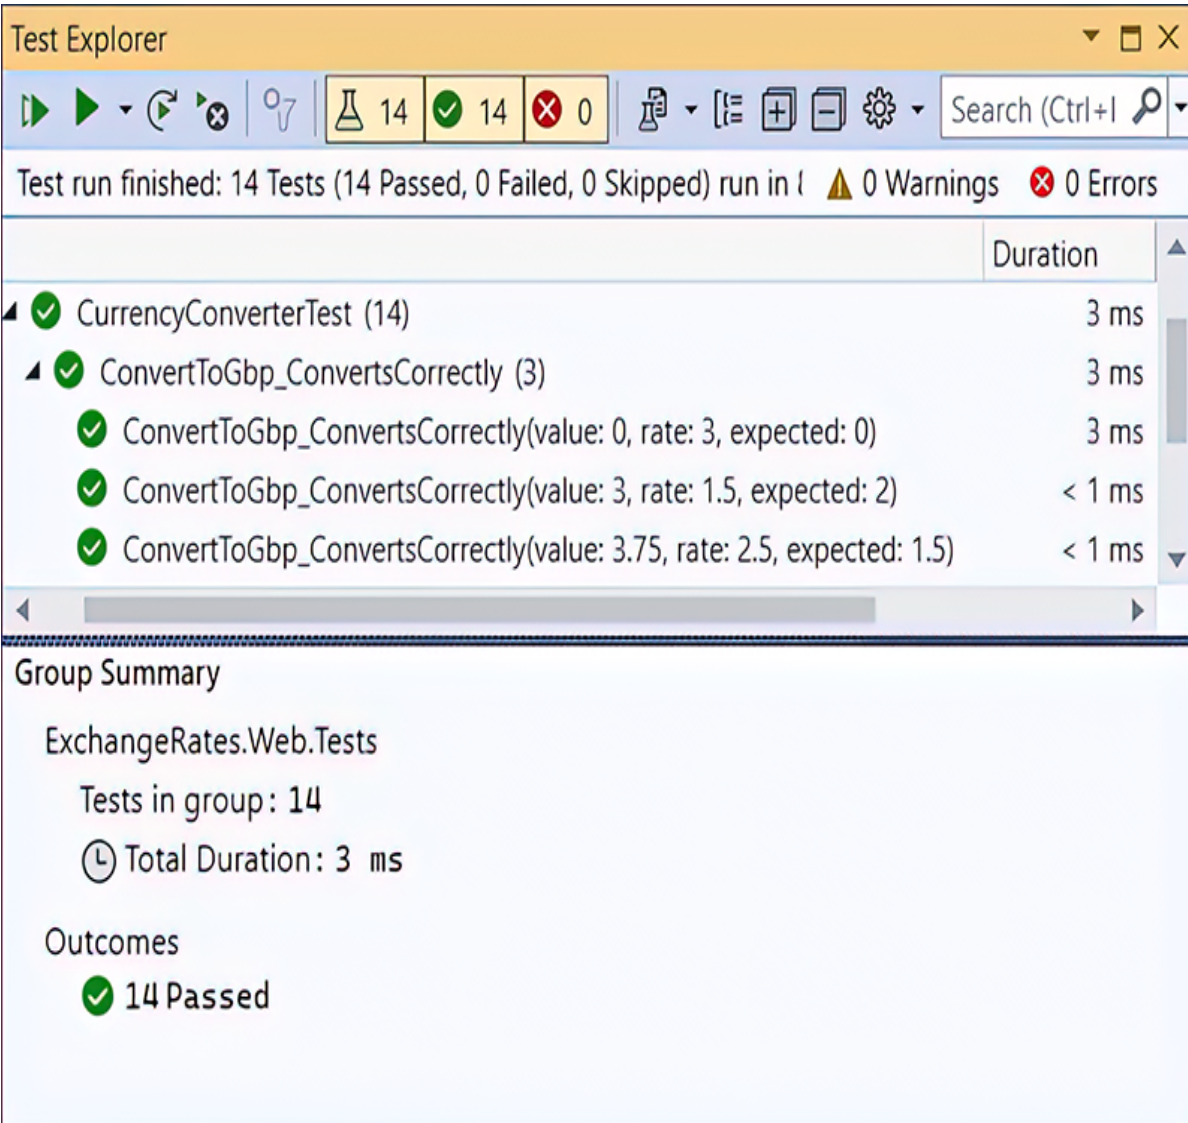 Test Explorer
14 14 0 Search (Ctrl+I
Test run finished: 14 Tests (14 Passed, 0 Failed, 0 Skipped) run in 0 Warnings 0 Errors
Duration
CurrencyConverterTest (14) 3 ms
ConvertToGbp_ConvertsCorrectly (3) 3 ms
ConvertToGbp_ConvertsCorrectly(value: 0, rate: 3, expected: 0) 3 ms
ConvertToGbp_ConvertsCorrectly(value: 3, rate: 1.5, expected: 2) < 1 ms
ConvertToGbp_ConvertsCorrectly(value: 3.75, rate: 2.5, expected: 1.5) < 1 ms
Group Summary
ExchangeRates.Web.Tests
Tests in group: 14
Total Duration: 3 ms
Outcomes
14 Passed